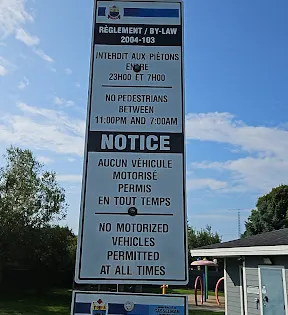 RÈGLEMENT / BY-LAW
2004-103
INTERDIT AUX PIÉTONS
ENTRE
23H00 ET 7H00
NO PEDESTRIANS
BETWEEN
11:00PM AND 7:00AM
NOTICE
AUCUN VÉHICULE
MOTORISÉ
PERMIS
EN TOUT TEMPS
NO MOTORIZED
VEHICLES
PERMITTED
AT ALL TIMES